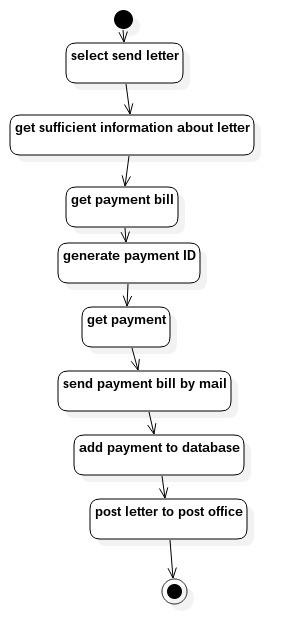 select send letter
get sufficient information about letter
get payment bill
generate payment ID
get payment
send payment bill by mail
add payment to database
post letter to post office